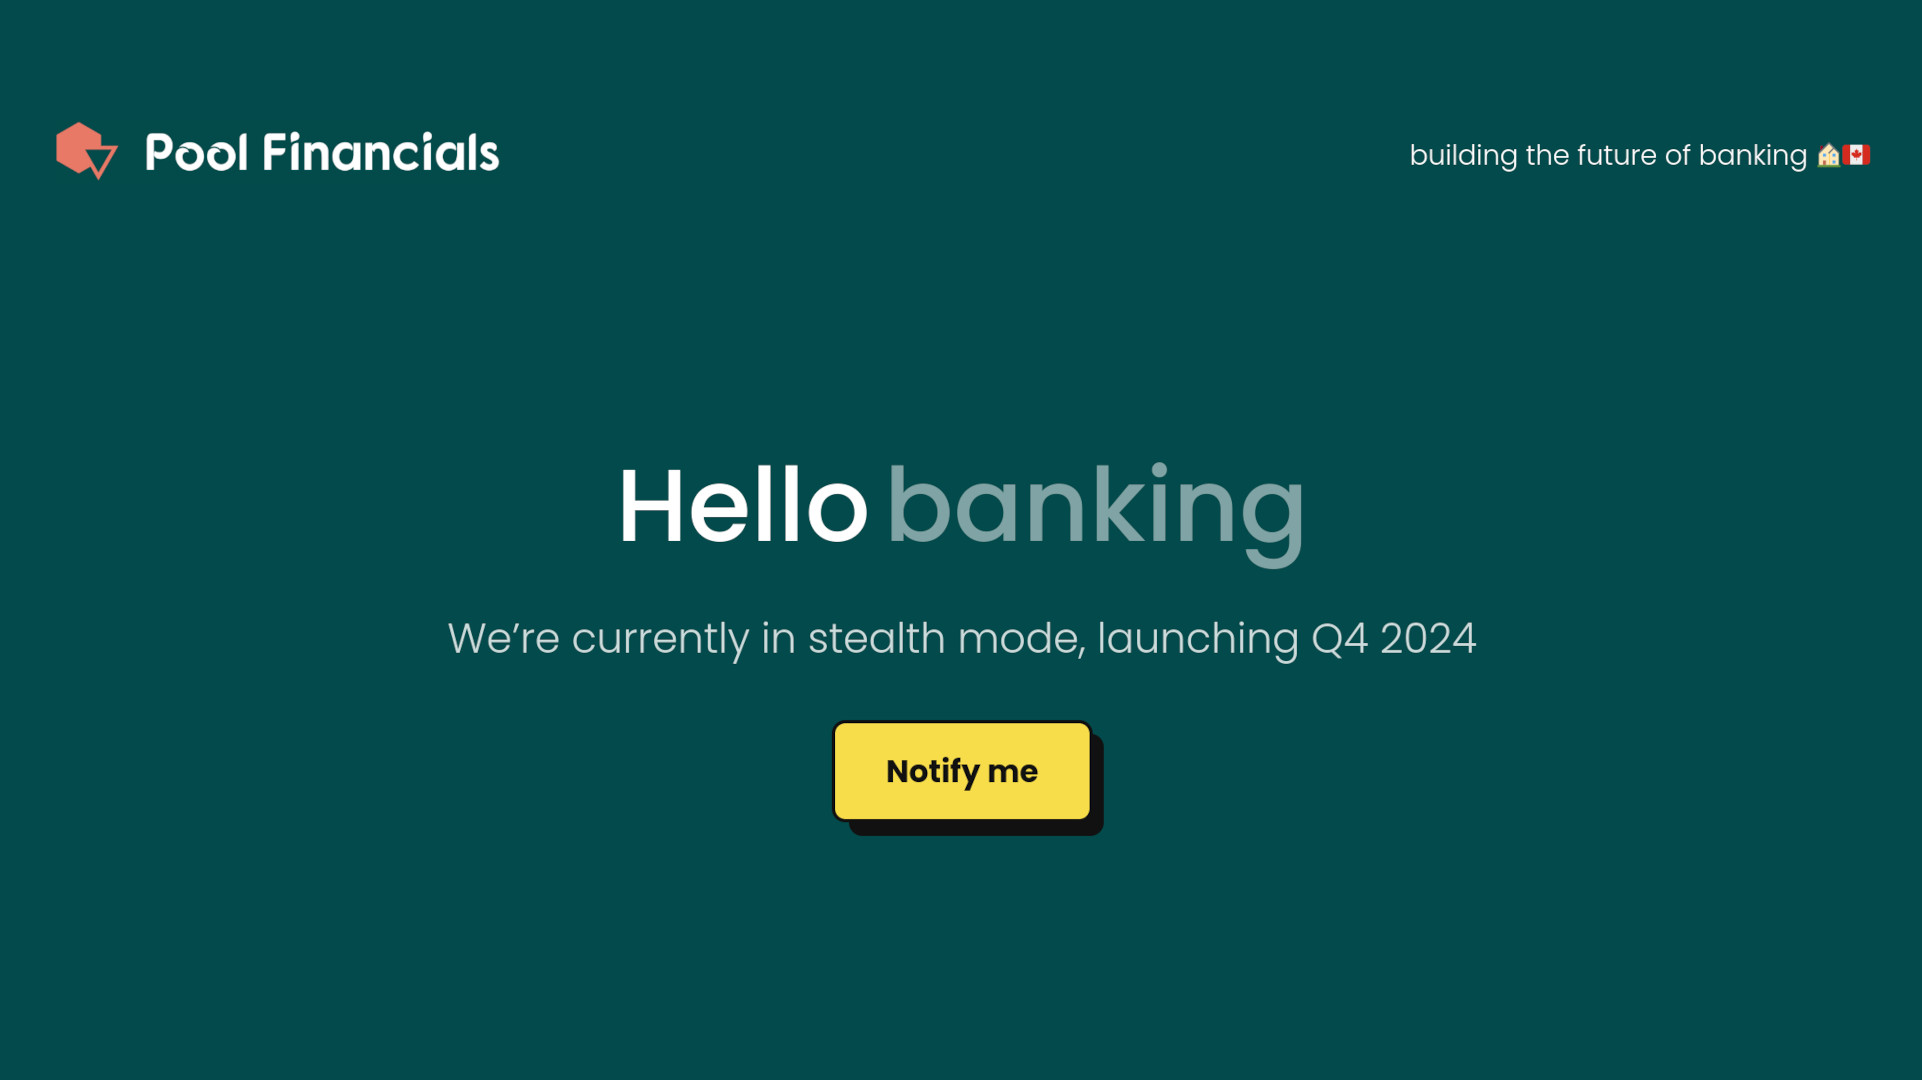 Pool Financials
building the future of banking 🏠🇨🇦
Hello banking
We’re currently in stealth mode, launching Q4 2024
Notify me